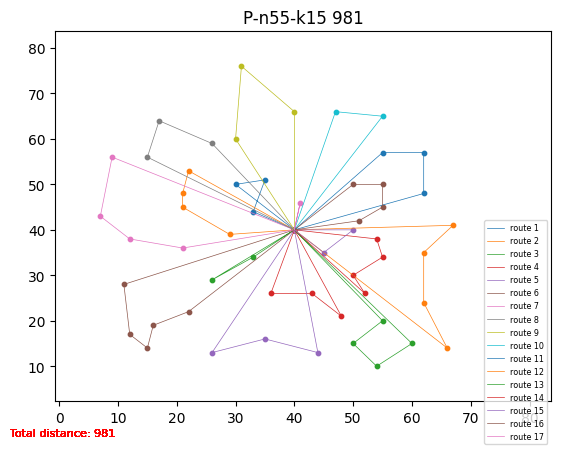 P-n55-k15 981
80
70
60
50
40
30
20
10
0 10 20 30 40 50 60 70 80
route 1
route 2
route 3
route 4
route 5
route 6
route 7
route 8
route 9
route 10
route 11
route 12
route 13
route 14
route 15
route 16
route 17
Total distance: 981